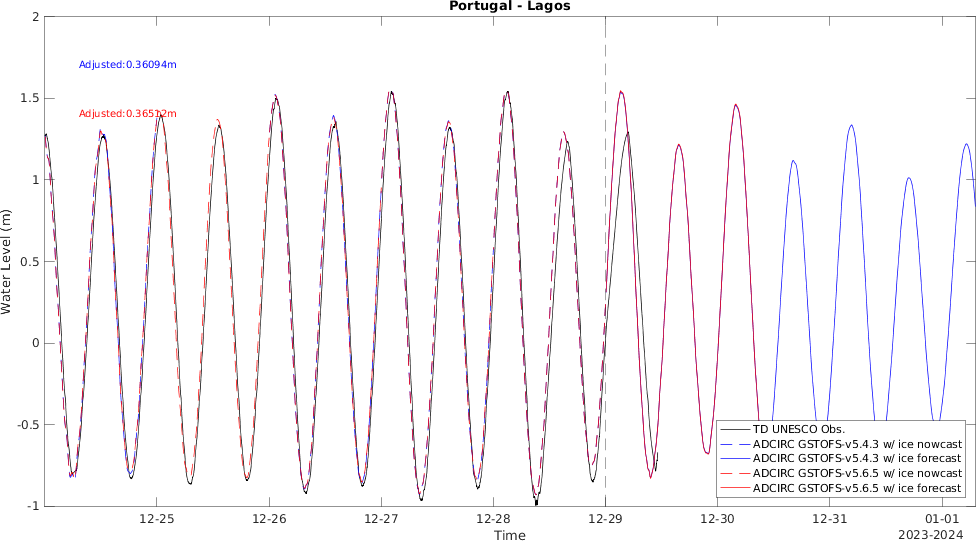 Portugal - Lagos
2
1.5
1
0.5
0
-0.5
-1
Water Level (m)
Adjusted:0.36094m
Adjusted:0.36512m
TD UNESCO Obs.
ADCIRC GSTOFS-v5.4.3 w/ ice nowcast
ADCIRC GSTOFS-v5.4.3 w/ ice forecast
ADCIRC GSTOFS-v5.6.5 w/ ice nowcast
ADCIRC GSTOFS-v5.6.5 w/ ice forecast
12-25 12-26 12-27 12-28 12-29 12-30 12-31 01-01
Time
2023-2024